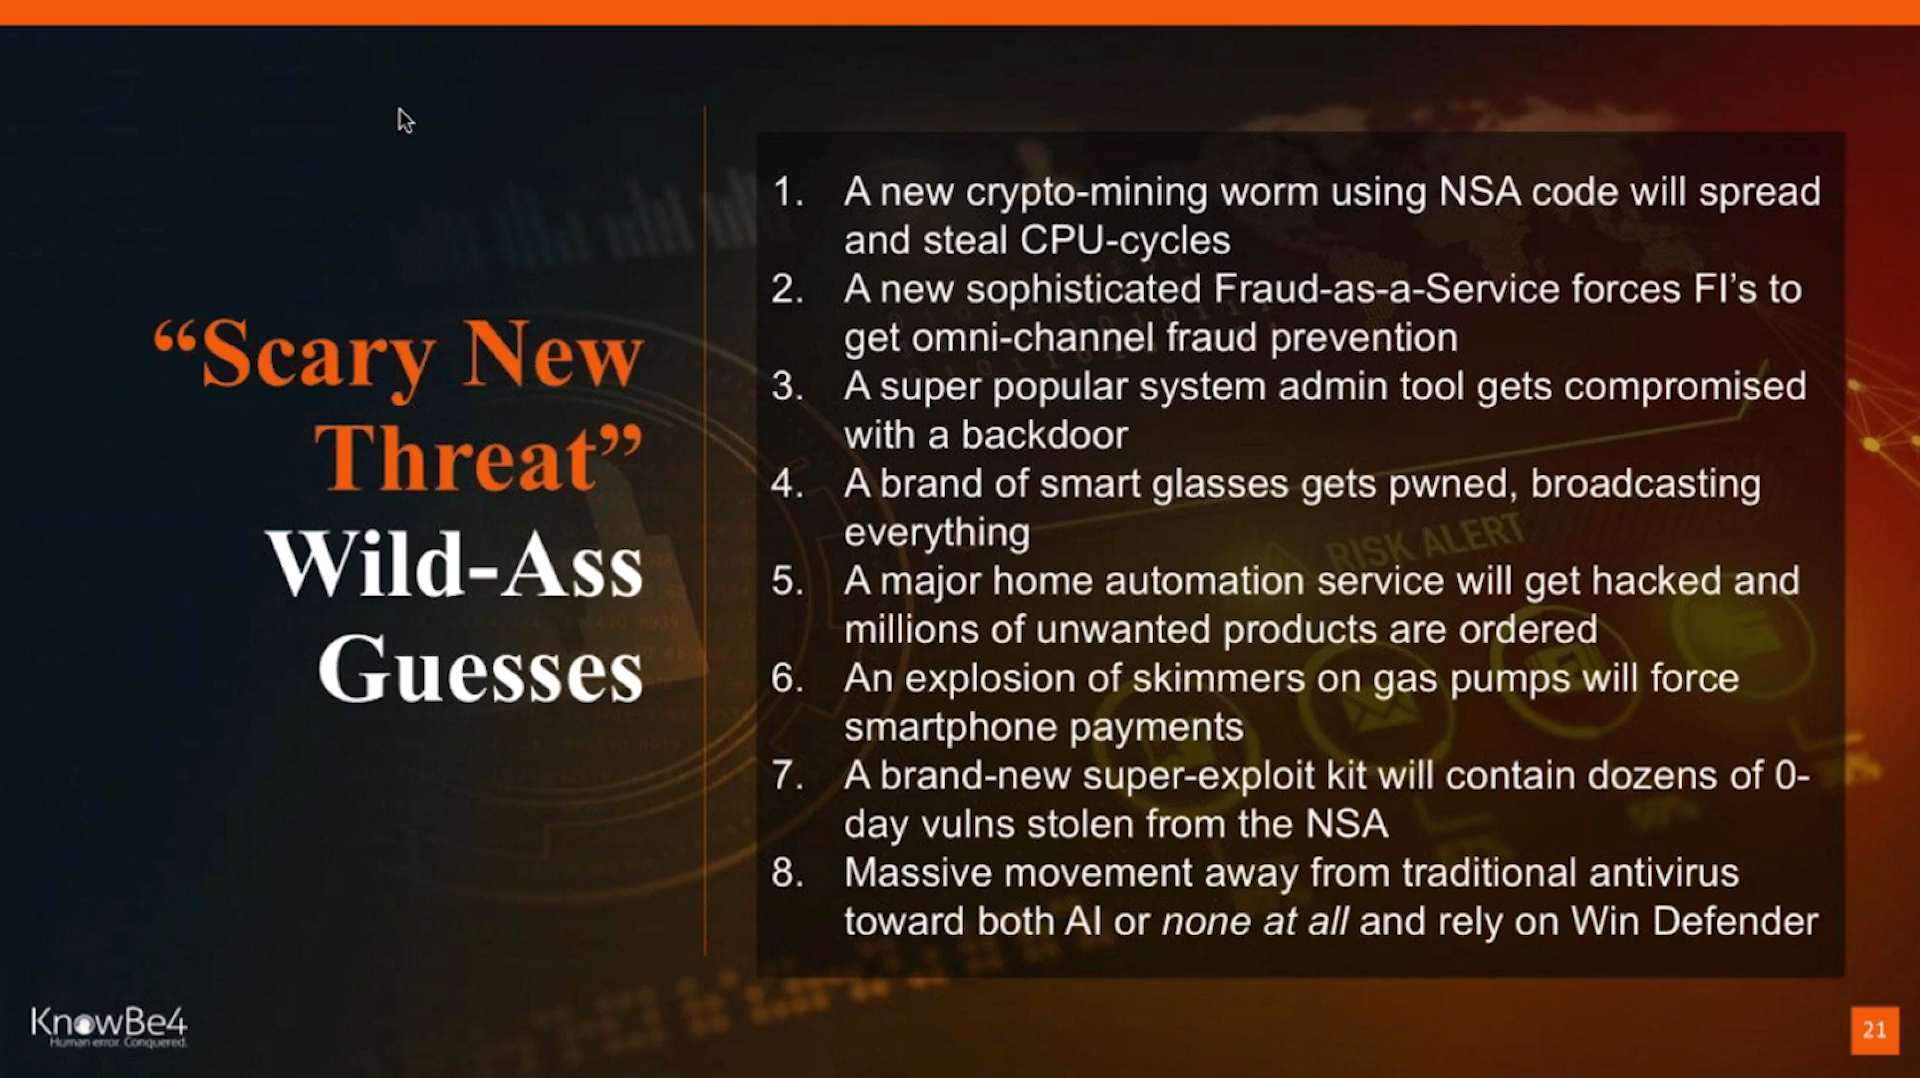 “Scary New
Threat”
Wild-Ass
Guesses
1. A new crypto-mining worm using NSA code will spread
and steal CPU-cycles
2. A new sophisticated Fraud-as-a-Service forces FI’s to
get omni-channel fraud prevention
3. A super popular system admin tool gets compromised
with a backdoor
4. A brand of smart glasses gets pwned, broadcasting
everything
5. A major home automation service will get hacked and
millions of unwanted products are ordered
6. An explosion of skimmers on gas pumps will force
smartphone payments
7. A brand-new super-exploit kit will contain dozens of 0-
day vulns stolen from the NSA
8. Massive movement away from traditional antivirus
toward both AI or none at all and rely on Win Defender
RISK ALERT
KnowBe4
Human error. Conquered.
21